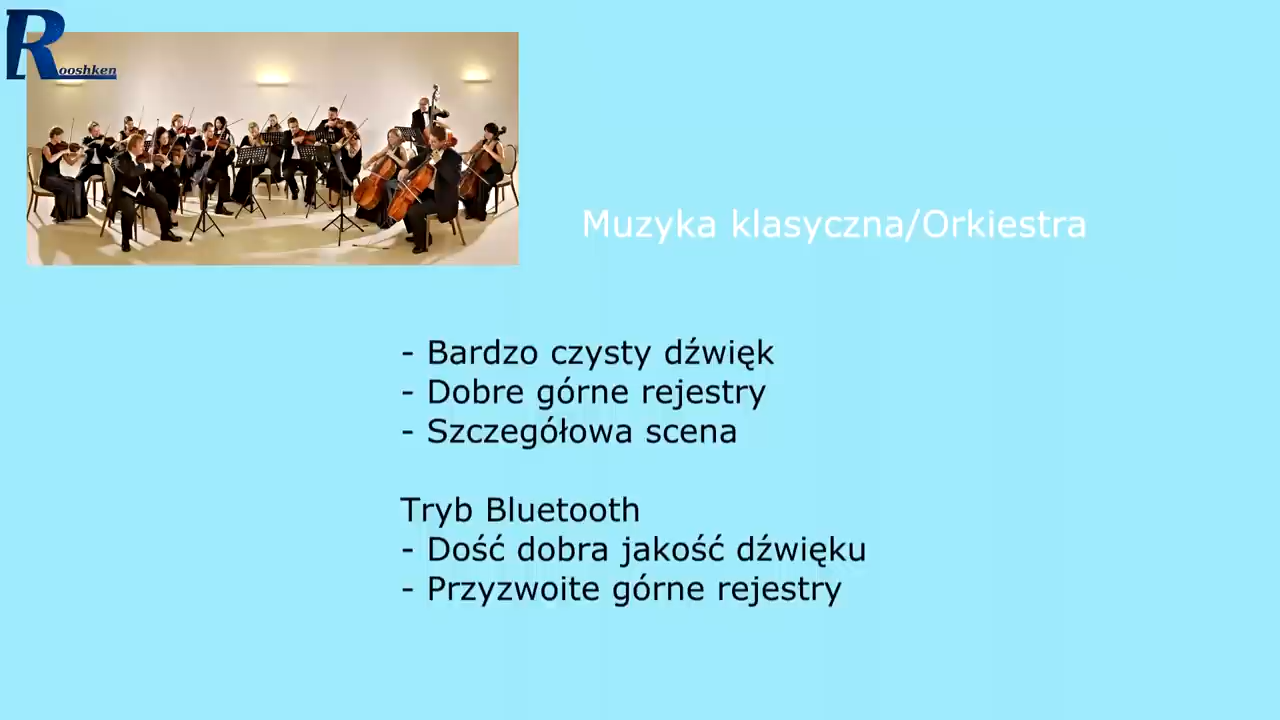 Rooshken
Muzyka klasyczna/Orkiestra
- Bardzo czysty dźwięk
- Dobre górne rejestry
- Szczegółowa scena
Tryb Bluetooth
- Dość dobra jakość dźwięku
- Przyzwoite górne rejestry